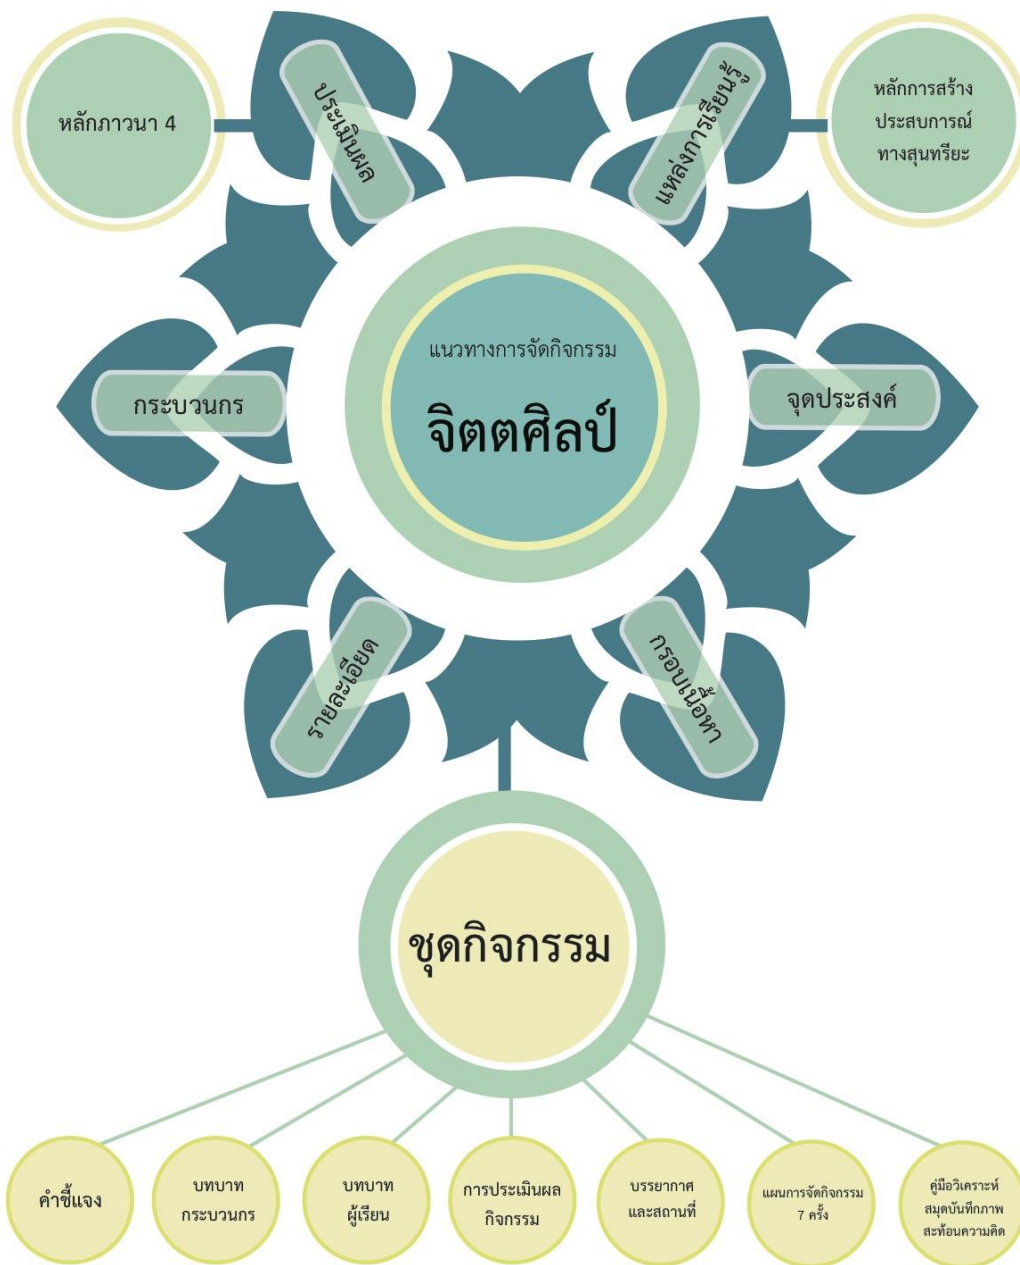 หลักภาวนา 4
ประเมินผล
แหล่งการเรียนรู้
หลักการสร้าง
ประสบการณ์
ทางสุนทรียะ
แนวทางการจัดกิจกรรม
จิตตศิลป์
กระบวนกร
จุดประสงค์
รายละเอียด
กรอบเนื้อหา
ชุดกิจกรรม
คำชี้แจง
บทบาท
กระบวนกร
บทบาท
ผู้เรียน
การประเมินผล
กิจกรรม
บรรยากาศ
และสถานที่
แผนการจัดกิจกรรม
7 ครั้ง
คู่มือวิเคราะห์
สมุดบันทึกภาพ
สะท้อนความคิด